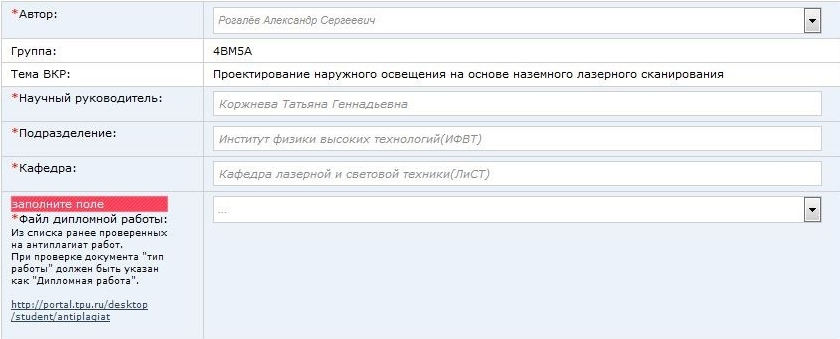 *Автор:
Рогалёв Александр Сергеевич
Группа:
4ВМ5А
Тема ВКР:
Проектирование наружного освещения на основе наземного лазерного сканирования
*Научный руководитель:
Коржнева Татьяна Геннадьевна
*Подразделение:
Институт физики высоких технологий(ИФВТ)
*Кафедра:
Кафедра лазерной и световой техники(ЛиСТ)
заполните поле
...
*Файл дипломной работы:
Из списка ранее проверенных
на антиплагиат работ.
При проверке документа "тип
работы" должен быть указан
как "Дипломная работа".
http://portal.tpu.ru/desktop
/student/antiplagiat